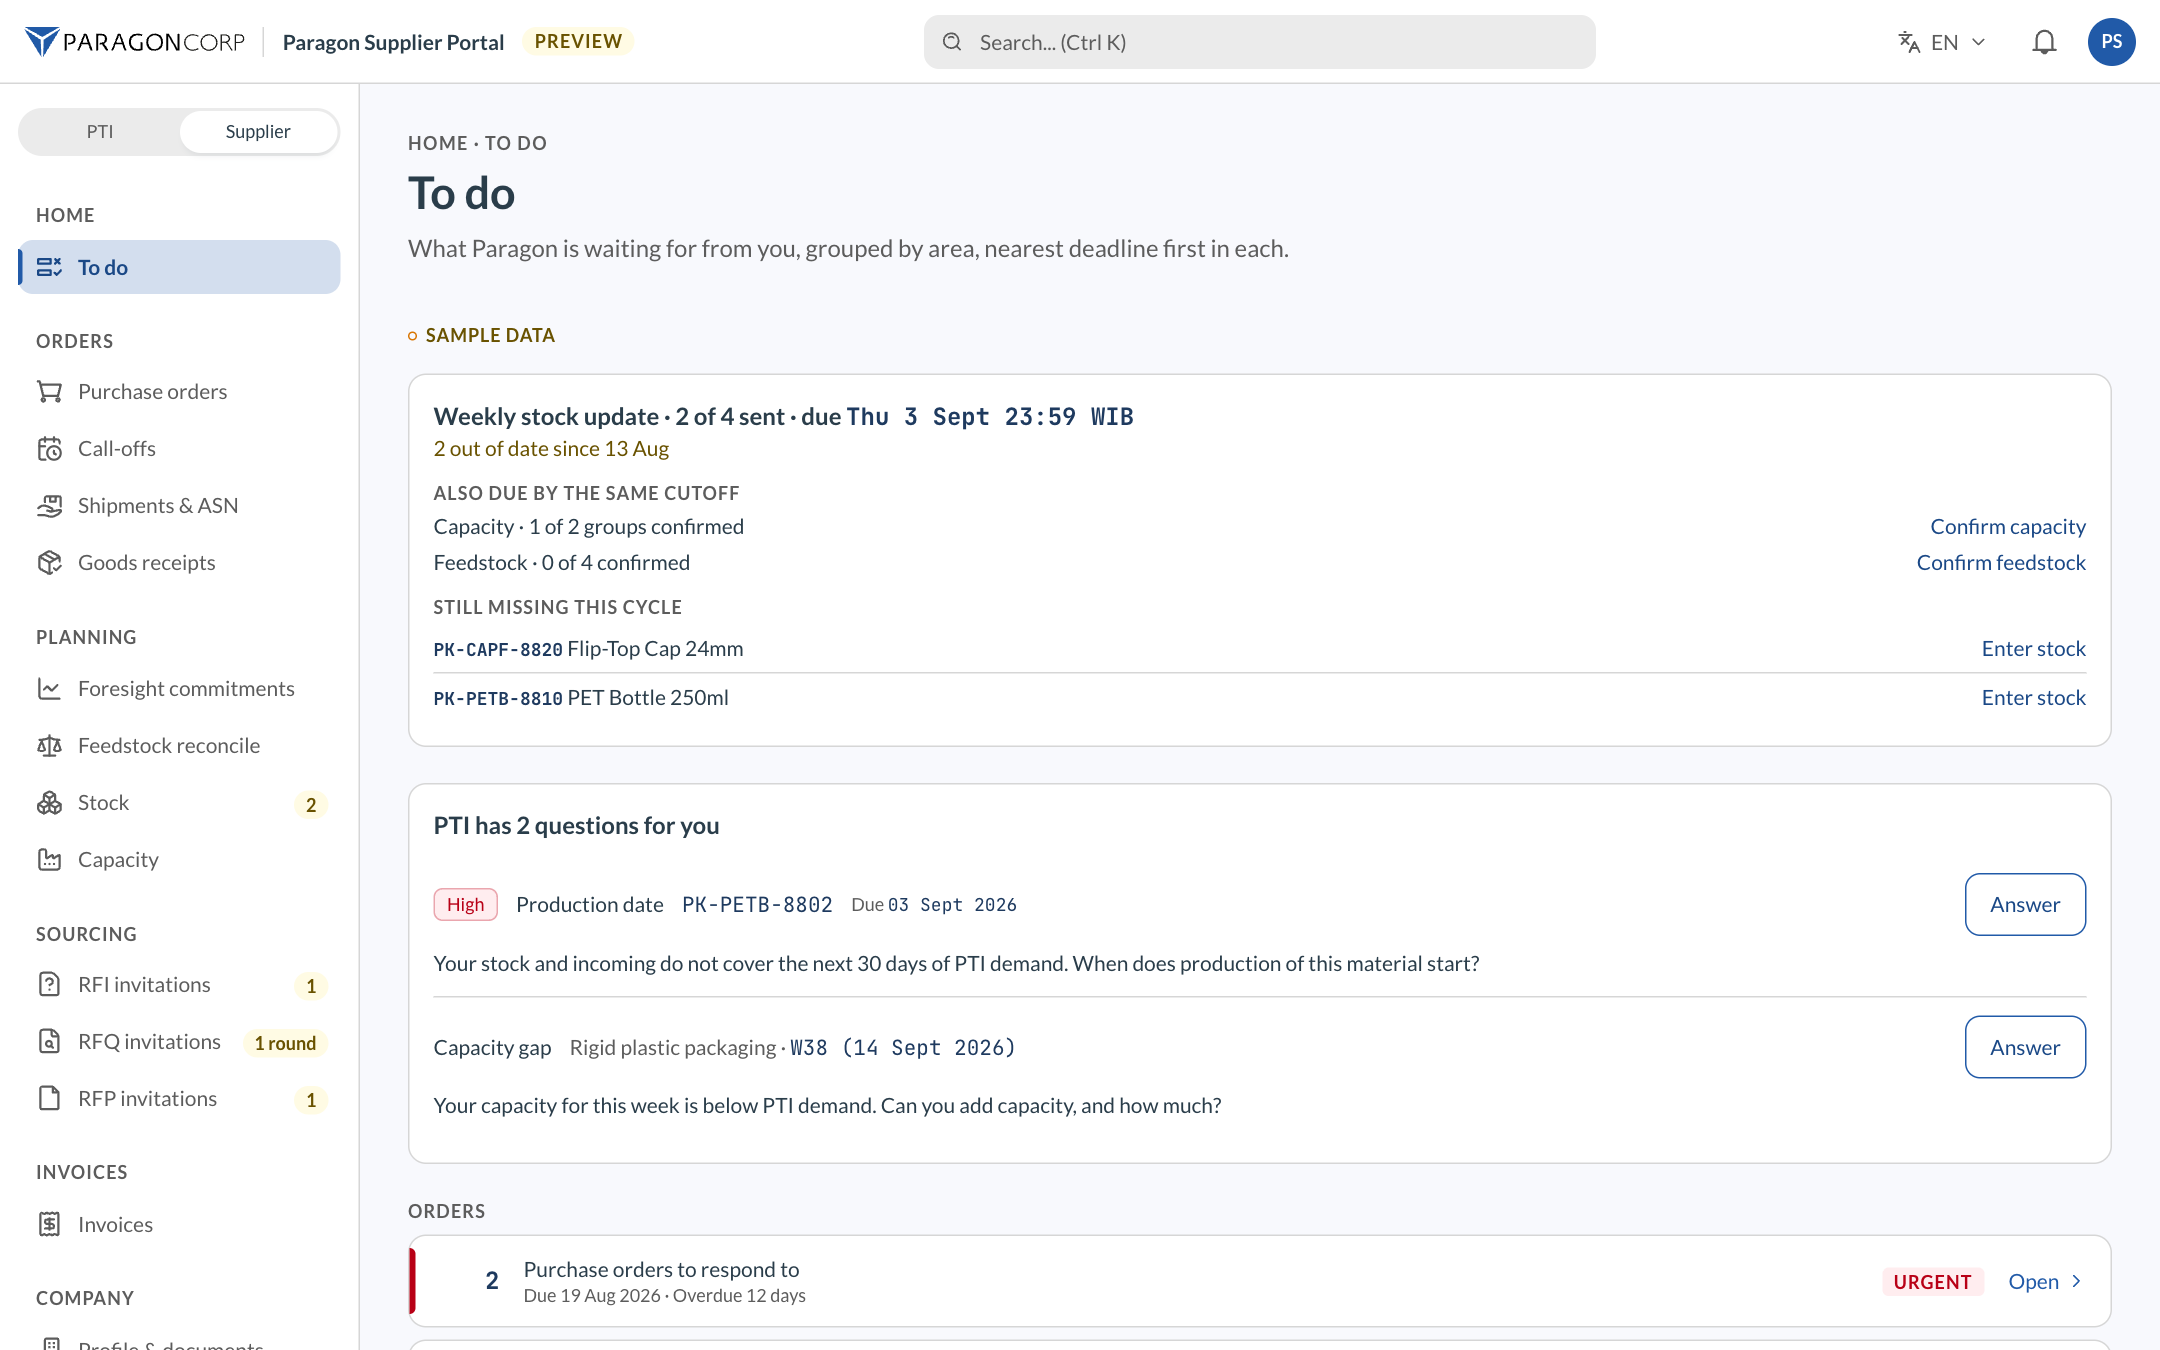 PARAGONCORP
Paragon Supplier Portal
PREVIEW
Search... (Ctrl K)
EN
PS
PTI
Supplier
HOME
To do
ORDERS
Purchase orders
Call-offs
Shipments & ASN
Goods receipts
PLANNING
Foresight commitments
Feedstock reconcile
Stock 2
Capacity
SOURCING
RFI invitations 1
RFQ invitations 1 round
RFP invitations 1
INVOICES
Invoices
COMPANY
Profile & documents
HOME · TO DO
To do
What Paragon is waiting for from you, grouped by area, nearest deadline first in each.
SAMPLE DATA
Weekly stock update · 2 of 4 sent · due Thu 3 Sept 23:59 WIB
2 out of date since 13 Aug
ALSO DUE BY THE SAME CUTOFF
Capacity · 1 of 2 groups confirmed Confirm capacity
Feedstock · 0 of 4 confirmed Confirm feedstock
STILL MISSING THIS CYCLE
PK-CAPF-8820 Flip-Top Cap 24mm Enter stock
PK-PETB-8810 PET Bottle 250ml Enter stock
PTI has 2 questions for you
High Production date PK-PETB-8802 Due 03 Sept 2026 Answer
Your stock and incoming do not cover the next 30 days of PTI demand. When does production of this material start?
Capacity gap Rigid plastic packaging · W38 (14 Sept 2026) Answer
Your capacity for this week is below PTI demand. Can you add capacity, and how much?
ORDERS
2 Purchase orders to respond to URGENT Open
Due 19 Aug 2026 · Overdue 12 days